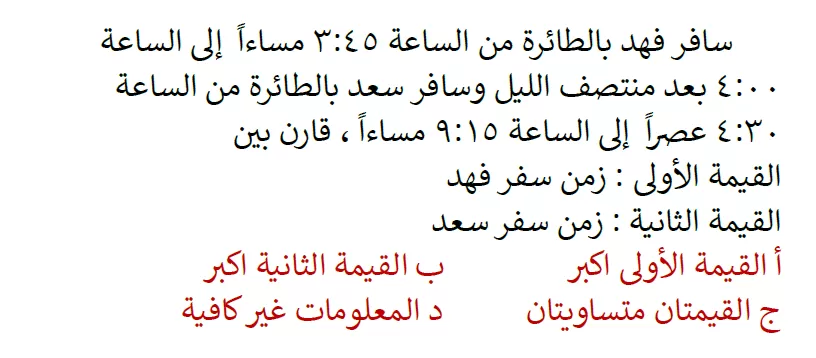 سافر فهد بالطائرة من الساعة ٣:٤٥ مساءاً إلى الساعة
٤:٠٠ بعد منتصف الليل وسافر سعد بالطائرة من الساعة
٤:٣٠ عصراً إلى الساعة ٩:١٥ مساءاً ، قارن بين
القيمة الأولى : زمن سفر فهد
القيمة الثانية : زمن سفر سعد
أ القيمة الأولى اكبر ب القيمة الثانية اكبر
ج القيمتان متساويتان د المعلومات غير كافية